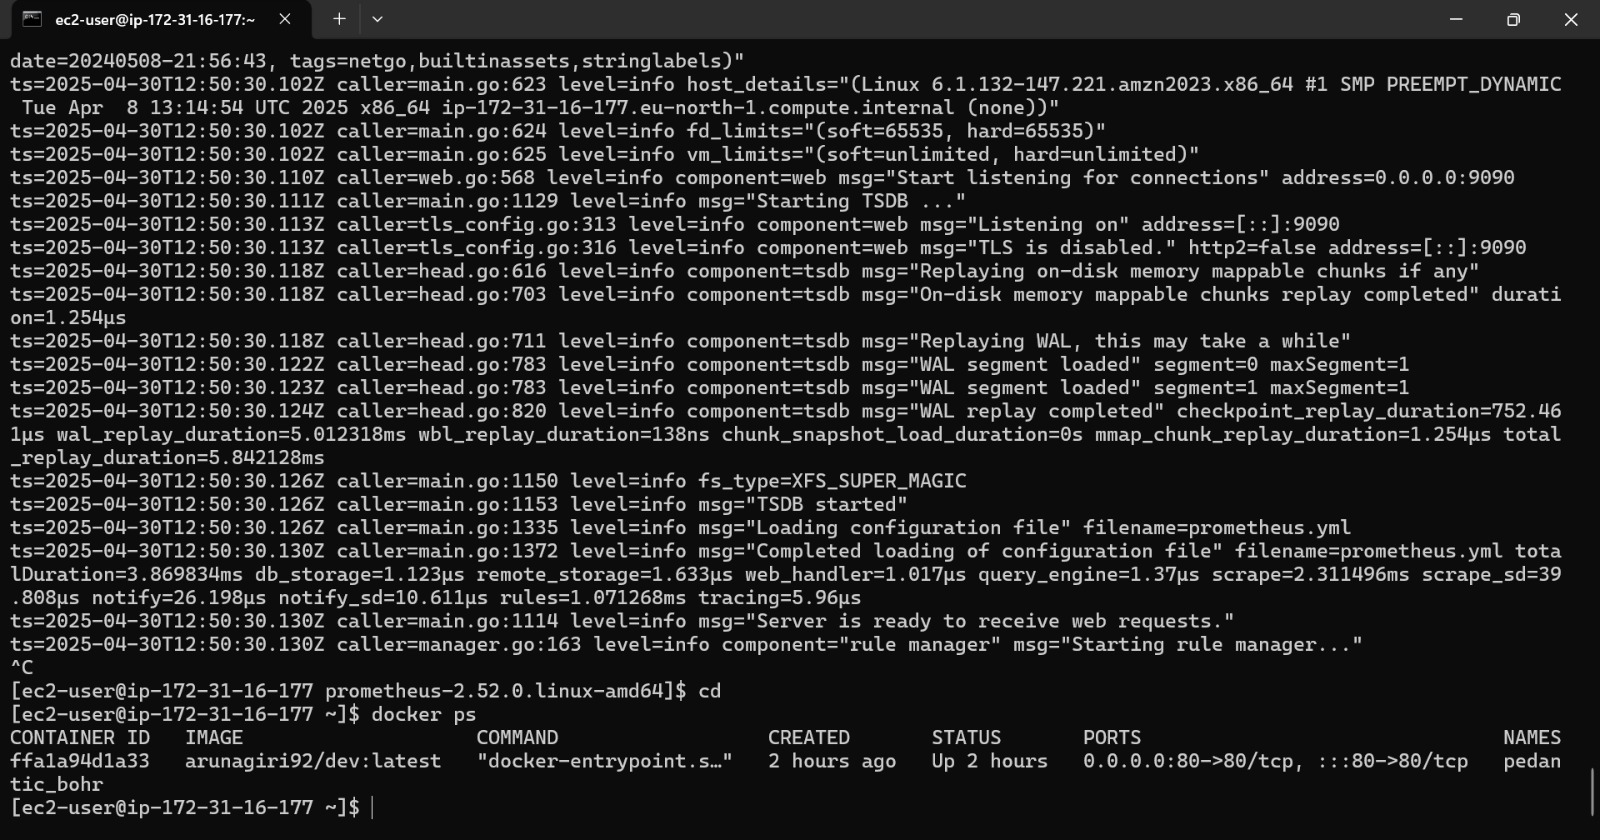 ec2-user@ip-172-31-16-177:~
date=20240508-21:56:43, tags=netgo,builtinassets,stringlabels)"
ts=2025-04-30T12:50:30.102Z caller=main.go:623 level=info host_details="(Linux 6.1.132-147.221.amzn2023.x86_64 #1 SMP PREEMPT_DYNAMIC
Tue Apr  8 13:14:54 UTC 2025 x86_64 ip-172-31-16-177.eu-north-1.compute.internal (none))"
ts=2025-04-30T12:50:30.102Z caller=main.go:624 level=info fd_limits="(soft=65535, hard=65535)"
ts=2025-04-30T12:50:30.102Z caller=main.go:625 level=info vm_limits="(soft=unlimited, hard=unlimited)"
ts=2025-04-30T12:50:30.110Z caller=web.go:568 level=info component=web msg="Start listening for connections" address=0.0.0.0:9090
ts=2025-04-30T12:50:30.111Z caller=main.go:1129 level=info msg="Starting TSDB ..."
ts=2025-04-30T12:50:30.113Z caller=tls_config.go:313 level=info component=web msg="Listening on" address=[::]:9090
ts=2025-04-30T12:50:30.113Z caller=tls_config.go:316 level=info component=web msg="TLS is disabled." http2=false address=[::]:9090
ts=2025-04-30T12:50:30.118Z caller=head.go:616 level=info component=tsdb msg="Replaying on-disk memory mappable chunks if any"
ts=2025-04-30T12:50:30.118Z caller=head.go:703 level=info component=tsdb msg="On-disk memory mappable chunks replay completed" durati
on=1.254µs
ts=2025-04-30T12:50:30.118Z caller=head.go:711 level=info component=tsdb msg="Replaying WAL, this may take a while"
ts=2025-04-30T12:50:30.122Z caller=head.go:783 level=info component=tsdb msg="WAL segment loaded" segment=0 maxSegment=1
ts=2025-04-30T12:50:30.123Z caller=head.go:783 level=info component=tsdb msg="WAL segment loaded" segment=1 maxSegment=1
ts=2025-04-30T12:50:30.124Z caller=head.go:820 level=info component=tsdb msg="WAL replay completed" checkpoint_replay_duration=752.46
1µs wal_replay_duration=5.012318ms wbl_replay_duration=138ns chunk_snapshot_load_duration=0s mmap_chunk_replay_duration=1.254µs total
_replay_duration=5.842128ms
ts=2025-04-30T12:50:30.126Z caller=main.go:1150 level=info fs_type=XFS_SUPER_MAGIC
ts=2025-04-30T12:50:30.126Z caller=main.go:1153 level=info msg="TSDB started"
ts=2025-04-30T12:50:30.126Z caller=main.go:1335 level=info msg="Loading configuration file" filename=prometheus.yml
ts=2025-04-30T12:50:30.130Z caller=main.go:1372 level=info msg="Completed loading of configuration file" filename=prometheus.yml tota
lDuration=3.869834ms db_storage=1.123µs remote_storage=1.633µs web_handler=1.017µs query_engine=1.37µs scrape=2.311496ms scrape_sd=39
.808µs notify=26.198µs notify_sd=10.611µs rules=1.071268ms tracing=5.96µs
ts=2025-04-30T12:50:30.130Z caller=main.go:1114 level=info msg="Server is ready to receive web requests."
ts=2025-04-30T12:50:30.130Z caller=manager.go:163 level=info component="rule manager" msg="Starting rule manager..."
^C
[ec2-user@ip-172-31-16-177 prometheus-2.52.0.linux-amd64]$ cd
[ec2-user@ip-172-31-16-177 ~]$ docker ps
CONTAINER ID   IMAGE                    COMMAND                  CREATED       STATUS       PORTS                               NAMES
ffa1a94d1a33   arunagiri92/dev:latest   "docker-entrypoint.s…"   2 hours ago   Up 2 hours   0.0.0.0:80->80/tcp, :::80->80/tcp   pedan
tic_bohr
[ec2-user@ip-172-31-16-177 ~]$